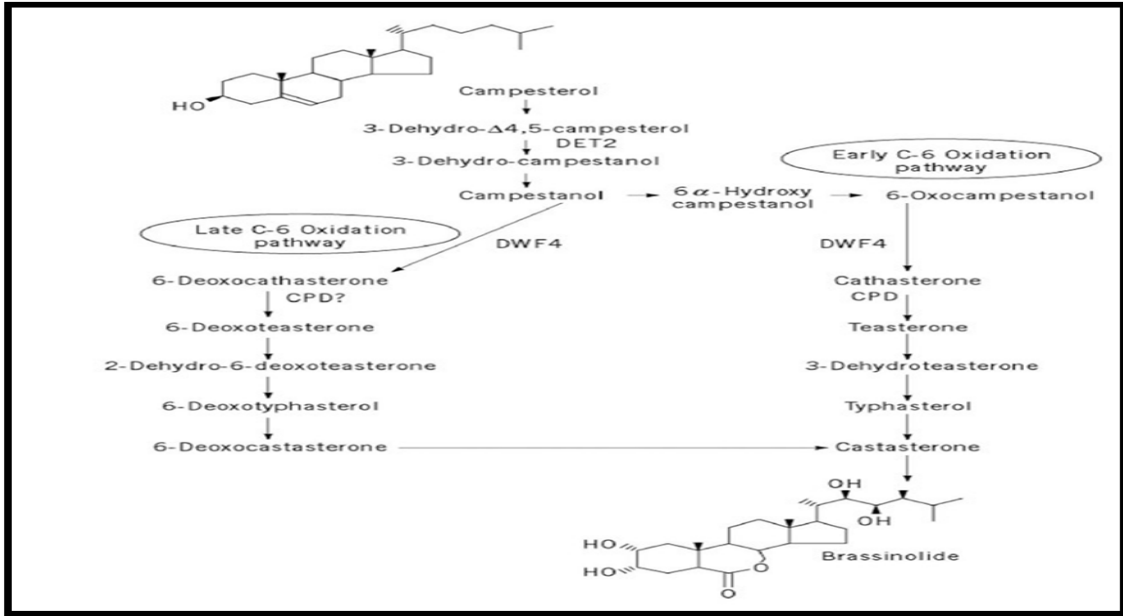 HO
Campesterol
3-Dehydro-Δ4,5-campesterol
DET2
3-Dehydro-campestanol
Early C-6 Oxidation
pathway
Campestanol
6α-Hydroxy
campestanol
6-Oxocampestanol
Late C-6 Oxidation
pathway
DWF4
DWF4
6-Deoxocathasterone
CPD?
6-Deoxoteasterone
2-Dehydro-6-deoxoteasterone
6-Deoxotyphasterol
6-Deoxocastasterone
Cathasterone
CPD
Teasterone
3-Dehydroteasterone
Typhasterol
Castasterone
OH
OH
HO
HO
O
O
Brassinolide